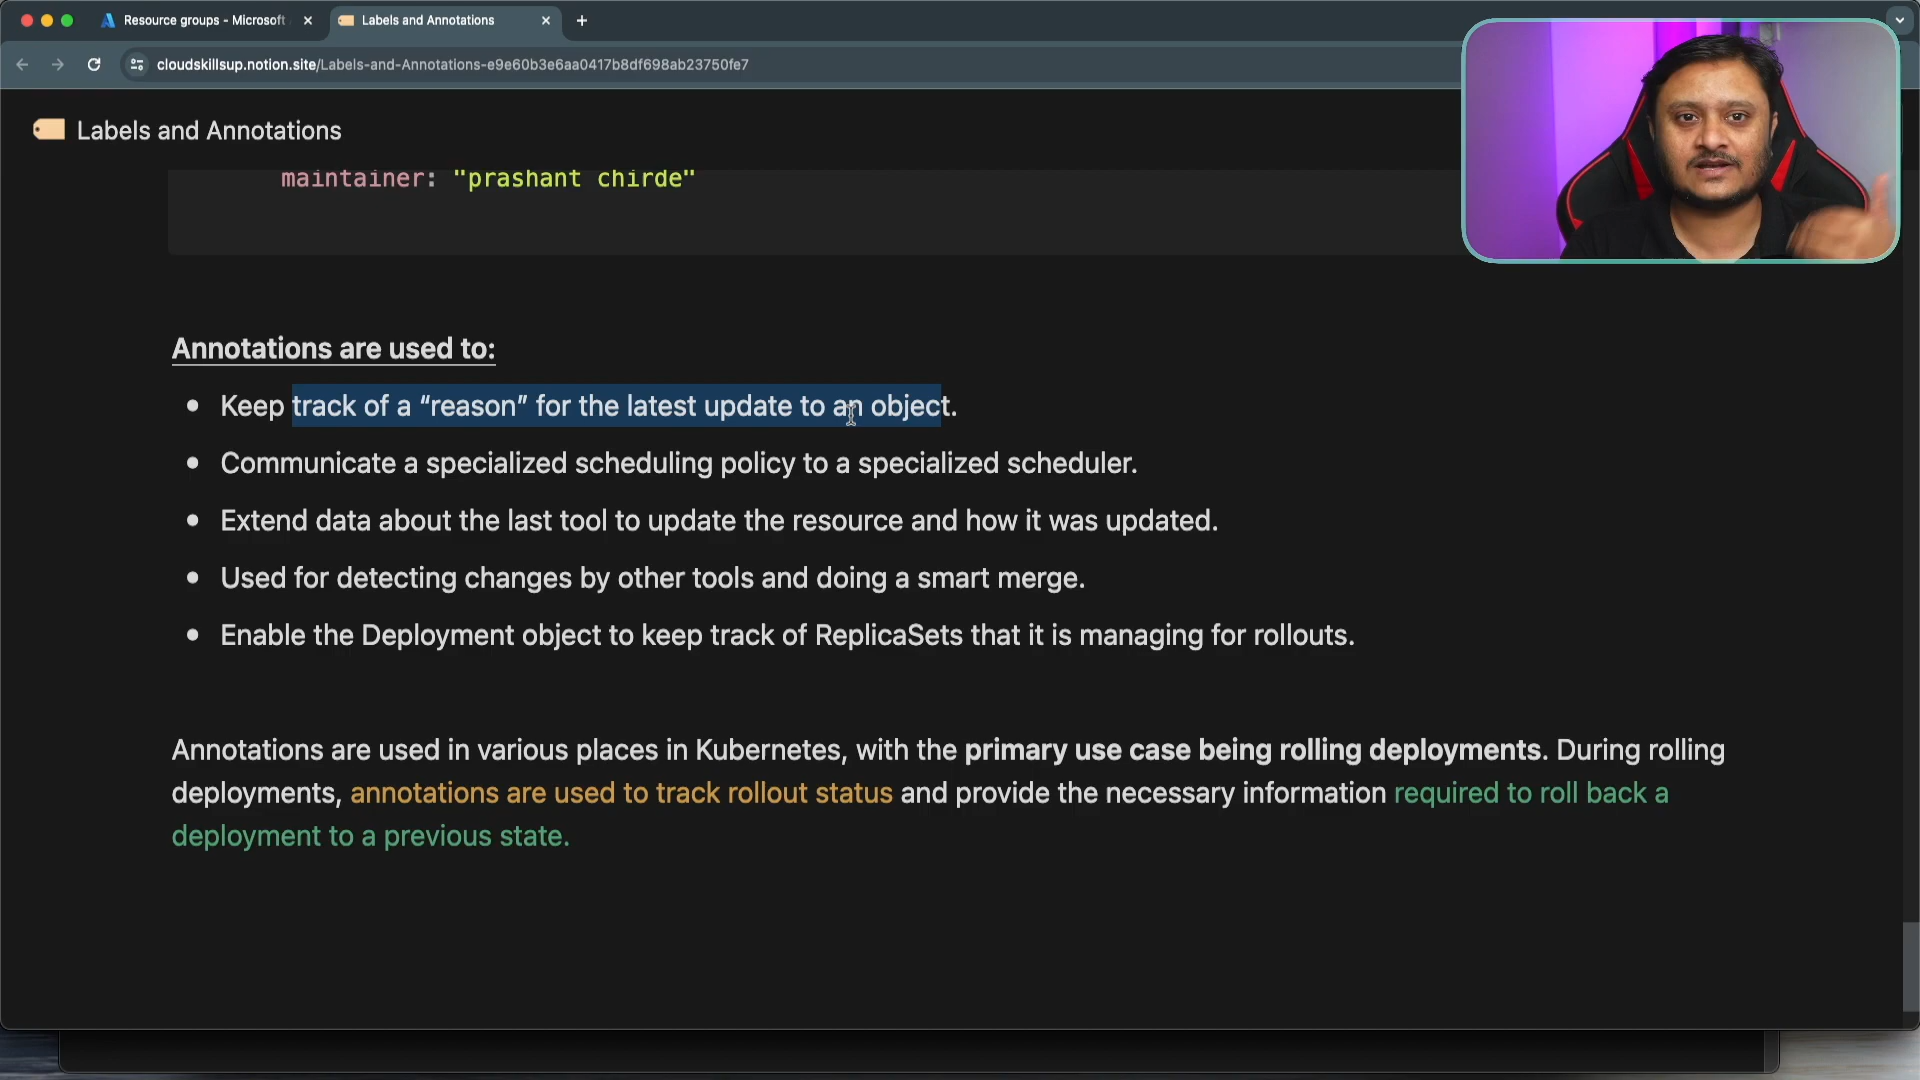 Resource groups - Microsoft
Labels and Annotations
cloudskillsup.notion.site/Labels-and-Annotations-e9e60b3e6aa0417b8df698ab23750fe7
Labels and Annotations
maintainer: "prashant chirde"
Annotations are used to:
Keep track of a “reason” for the latest update to an object.
Communicate a specialized scheduling policy to a specialized scheduler.
Extend data about the last tool to update the resource and how it was updated.
Used for detecting changes by other tools and doing a smart merge.
Enable the Deployment object to keep track of ReplicaSets that it is managing for rollouts.
Annotations are used in various places in Kubernetes, with the primary use case being rolling deployments. During rolling
deployments, annotations are used to track rollout status and provide the necessary information required to roll back a
deployment to a previous state.